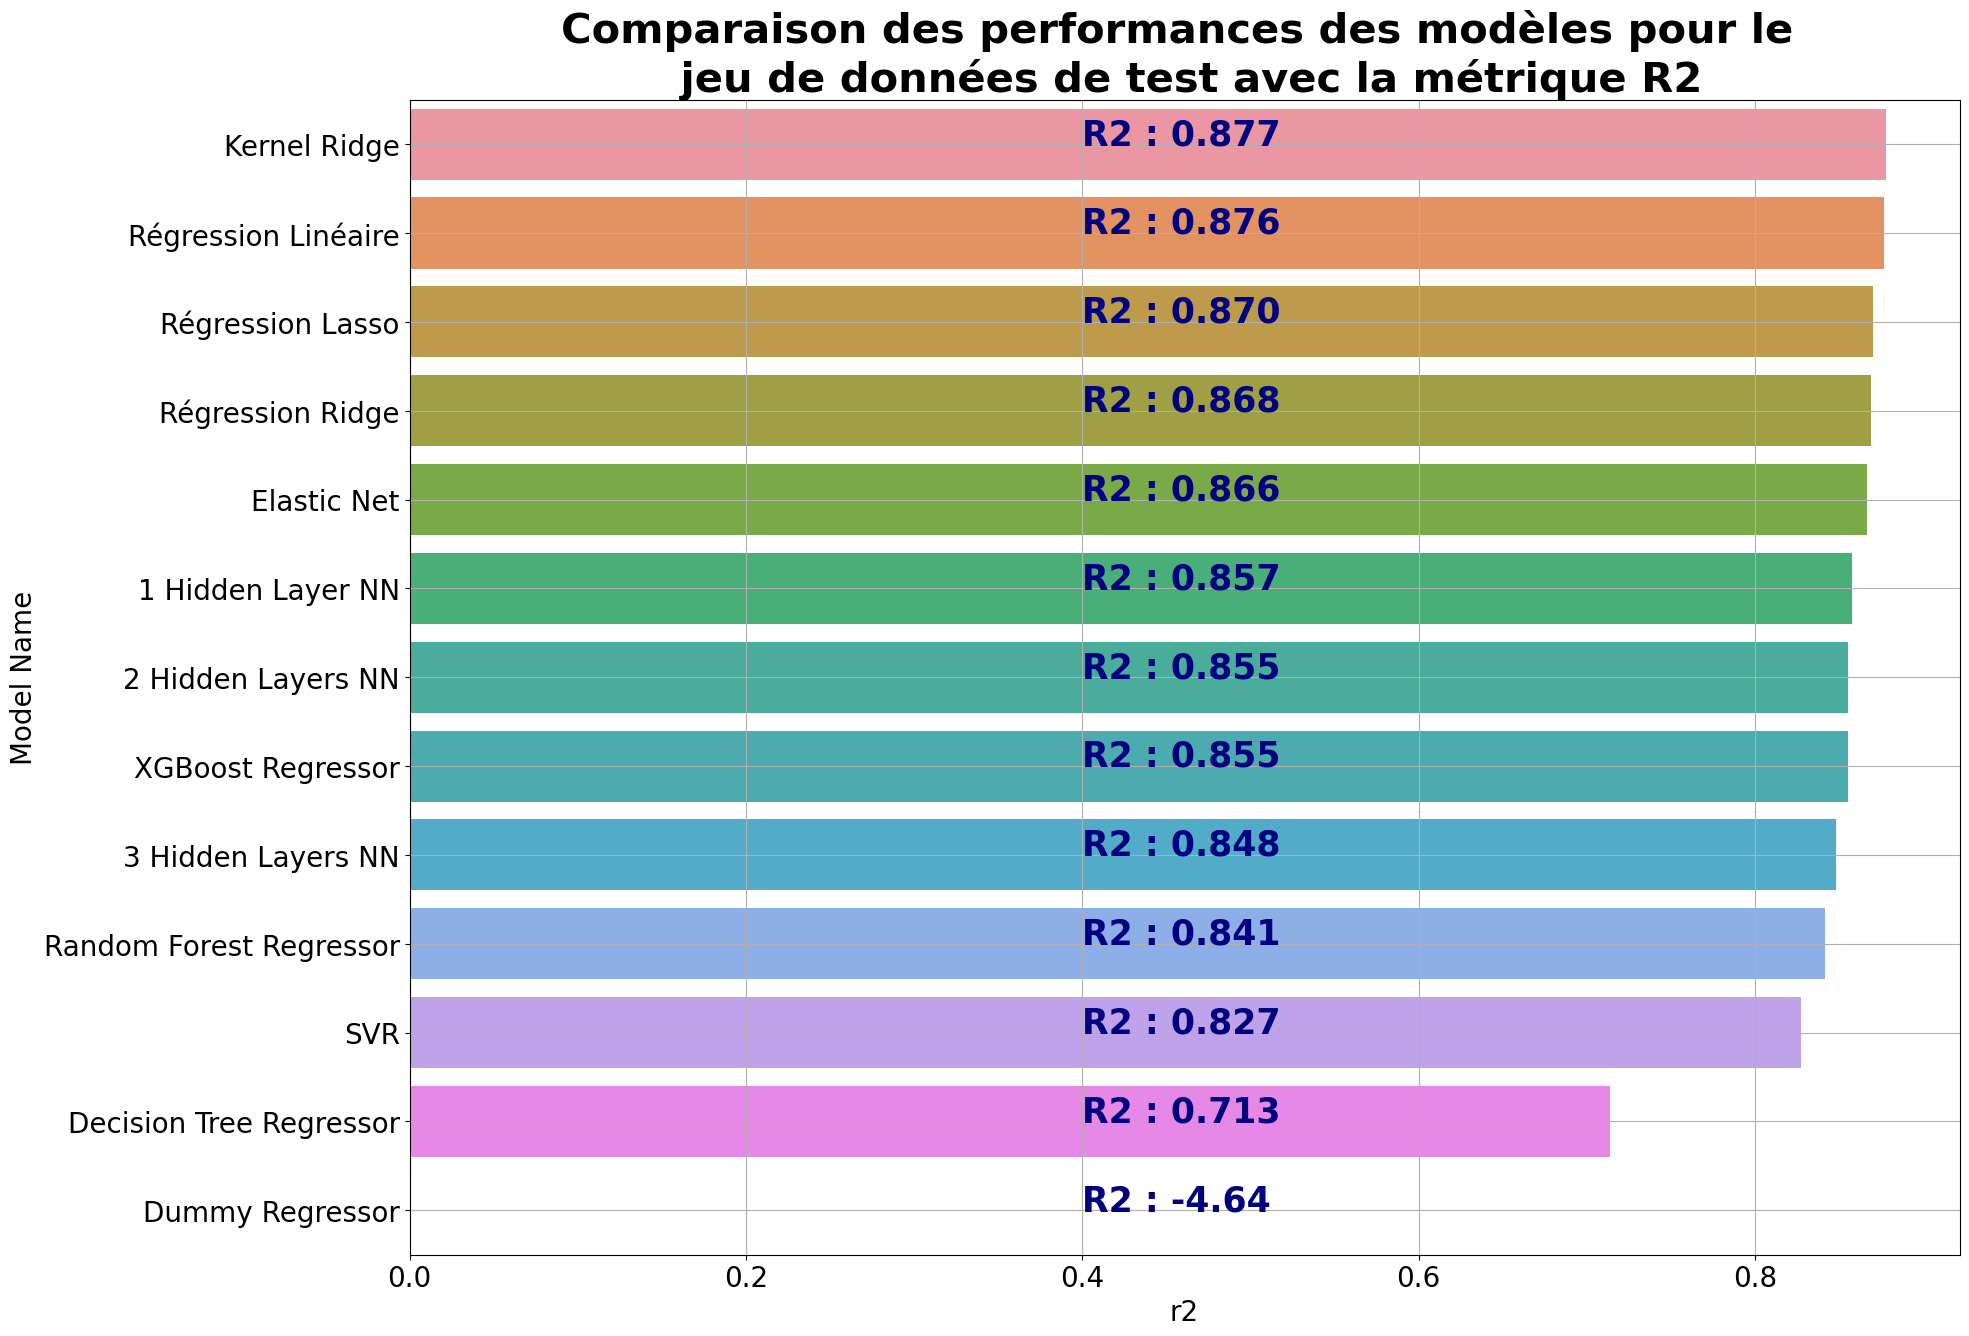 Comparaison des performances des modèles pour le
jeu de données de test avec la métrique R2
Kernel Ridge R2 : 0.877
Régression Linéaire R2 : 0.876
Régression Lasso R2 : 0.870
Régression Ridge R2 : 0.868
Elastic Net R2 : 0.866
1 Hidden Layer NN R2 : 0.857
2 Hidden Layers NN R2 : 0.855
XGBoost Regressor R2 : 0.855
3 Hidden Layers NN R2 : 0.848
Random Forest Regressor R2 : 0.841
SVR R2 : 0.827
Decision Tree Regressor R2 : 0.713
Dummy Regressor R2 : -4.64
Model Name
0.0 0.2 0.4 0.6 0.8
r2